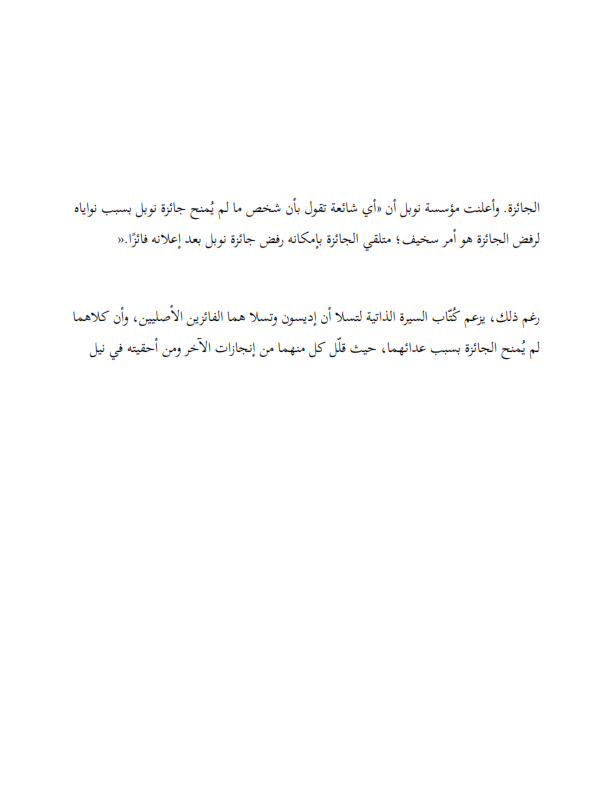 الجائزة. وأعلنت مؤسسة نوبل أن «أي شائعة تقول بأن شخص ما لم يُمنح جائزة نوبل بسبب نواياه
لرفض الجائزة هو أمر سخيف؛ متلقي الجائزة بإمكانه رفض جائزة نوبل بعد إعلانه فائزًا.»
رغم ذلك، يزعم كُتّاب السيرة الذاتية لتسلا أن إديسون وتسلا هما الفائزين الأصليين، وأن كلاهما
لم يُمنح الجائزة بسبب عدائهما، حيث قلّل كل منهما من إنجازات الآخر ومن أحقيته في نيل